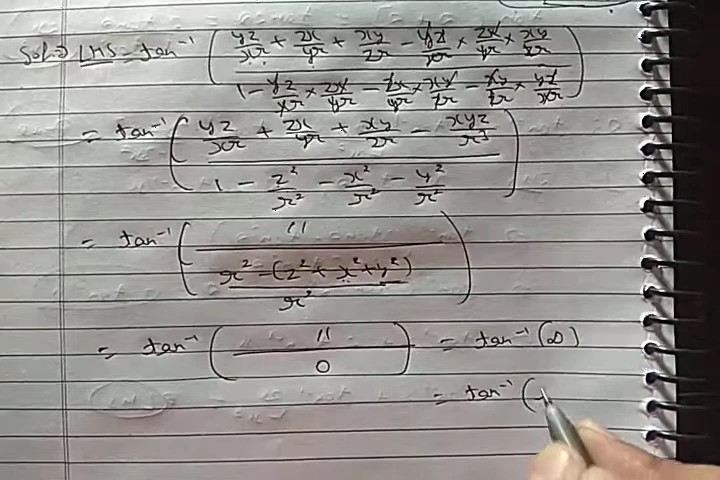 Sol.ⁿ⇒ LHS = tan⁻¹ ( (yz/xr + zx/yr + xy/zr − yz/xr × zx/yr × xy/zr) / (1 − yz/xr × zx/yr − zx/yr × xy/zr − xy/zr × yz/xr) )
= tan⁻¹ ( (yz/xr + zx/yr + xy/zr − xyz/r³) / (1 − z²/r² − x²/r² − y²/r²) )
= tan⁻¹ ( '' / ((r² − (z² + x² + y²)) / r²) )
= tan⁻¹ ( '' / 0 ) = tan⁻¹ (∞)
= tan⁻¹ (